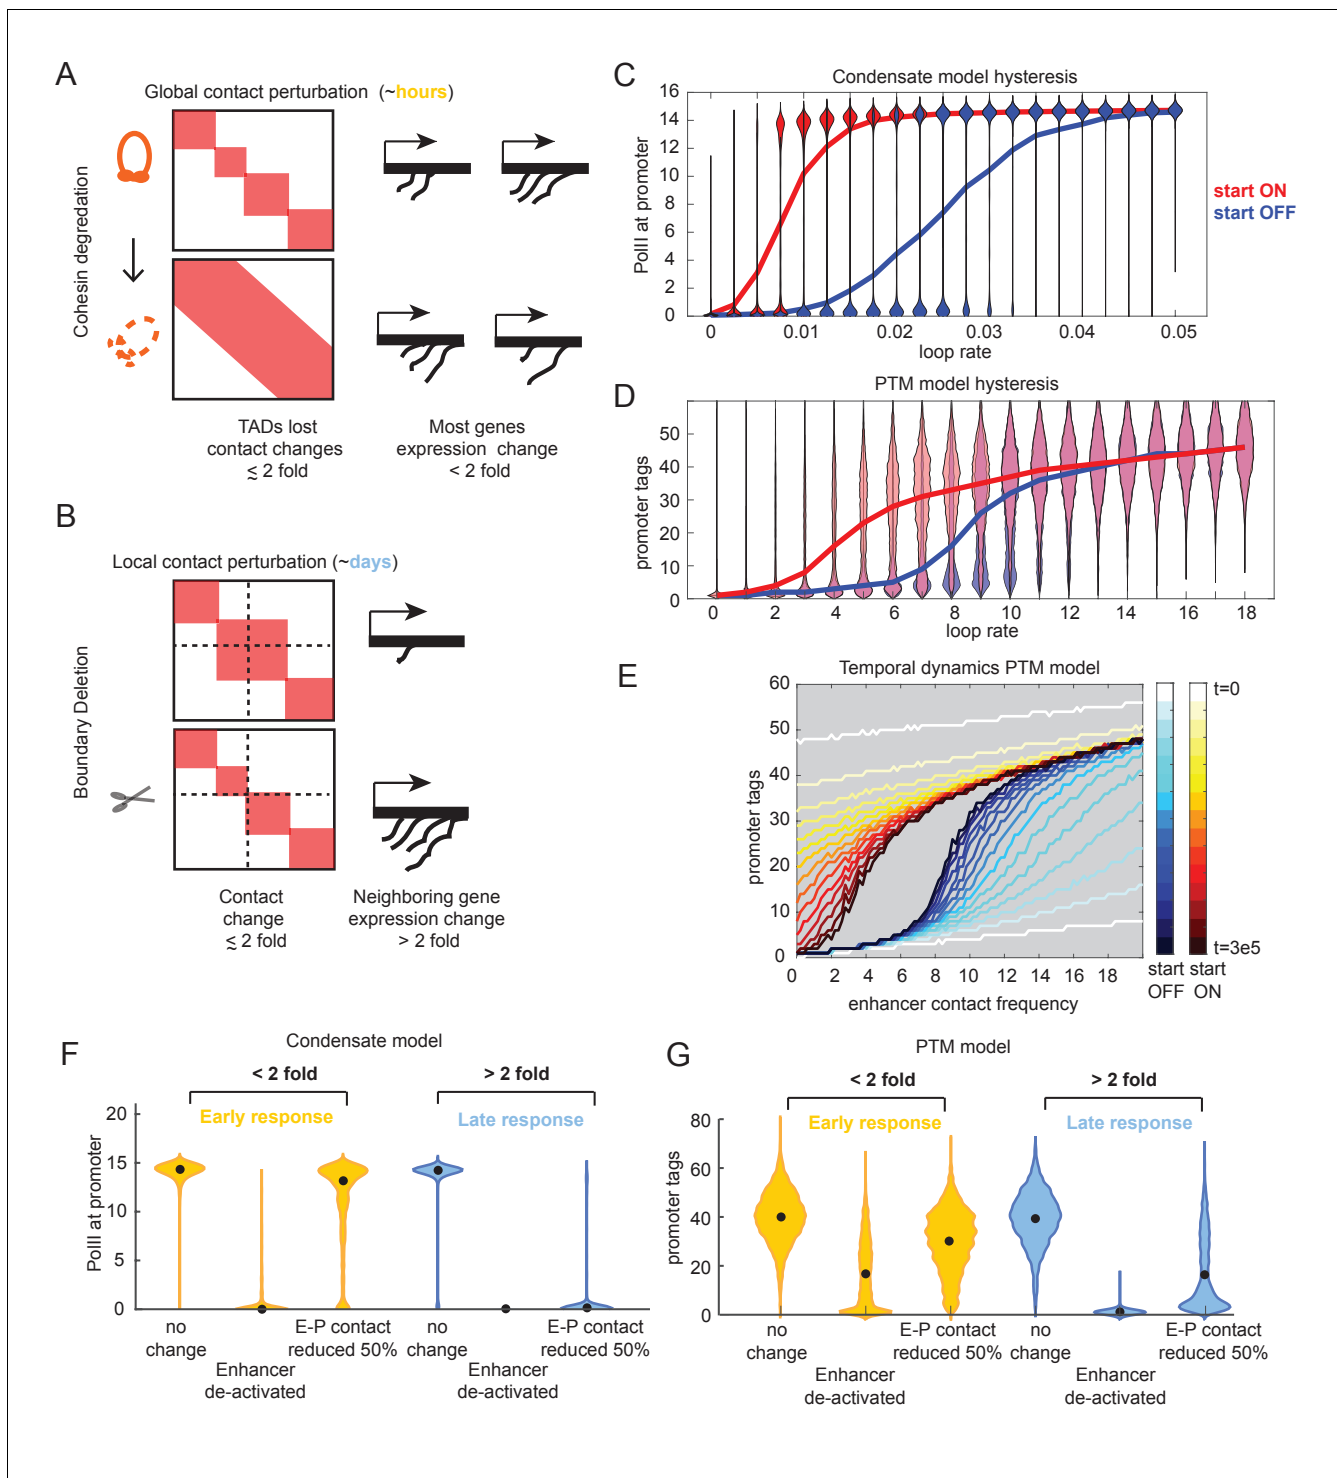 A
Global contact perturbation (~hours)
Cohesin degredation
TADs lost
contact changes
≲ 2 fold
Most genes
expression change
< 2 fold
B
Local contact perturbation (~days)
Boundary Deletion
Contact
change
≲ 2 fold
Neighboring gene
expression change
> 2 fold
C
Condensate model hysteresis
PolII at promoter
16
14
12
10
8
6
4
2
0
0 0.01 0.02 0.03 0.04 0.05
loop rate
start ON
start OFF
D
PTM model hysteresis
promoter tags
50
40
30
20
10
0
0 2 4 6 8 10 12 14 16 18
loop rate
E
Temporal dynamics PTM model
promoter tags
60
50
40
30
20
10
0
0 2 4 6 8 10 12 14 16 18
enhancer contact frequency
t=0
t=3e5
start
OFF
start
ON
F
Condensate model
< 2 fold
> 2 fold
Early response
Late response
PolII at promoter
20
15
10
5
0
no
change
Enhancer
de-activated
E-P contact
reduced 50%
no
change
Enhancer
de-activated
E-P contact
reduced 50%
G
PTM model
< 2 fold
> 2 fold
Early response
Late response
promoter tags
80
60
40
20
0
no
change
Enhancer
de-activated
E-P contact
reduced 50%
no
change
Enhancer
de-activated
E-P contact
reduced 50%